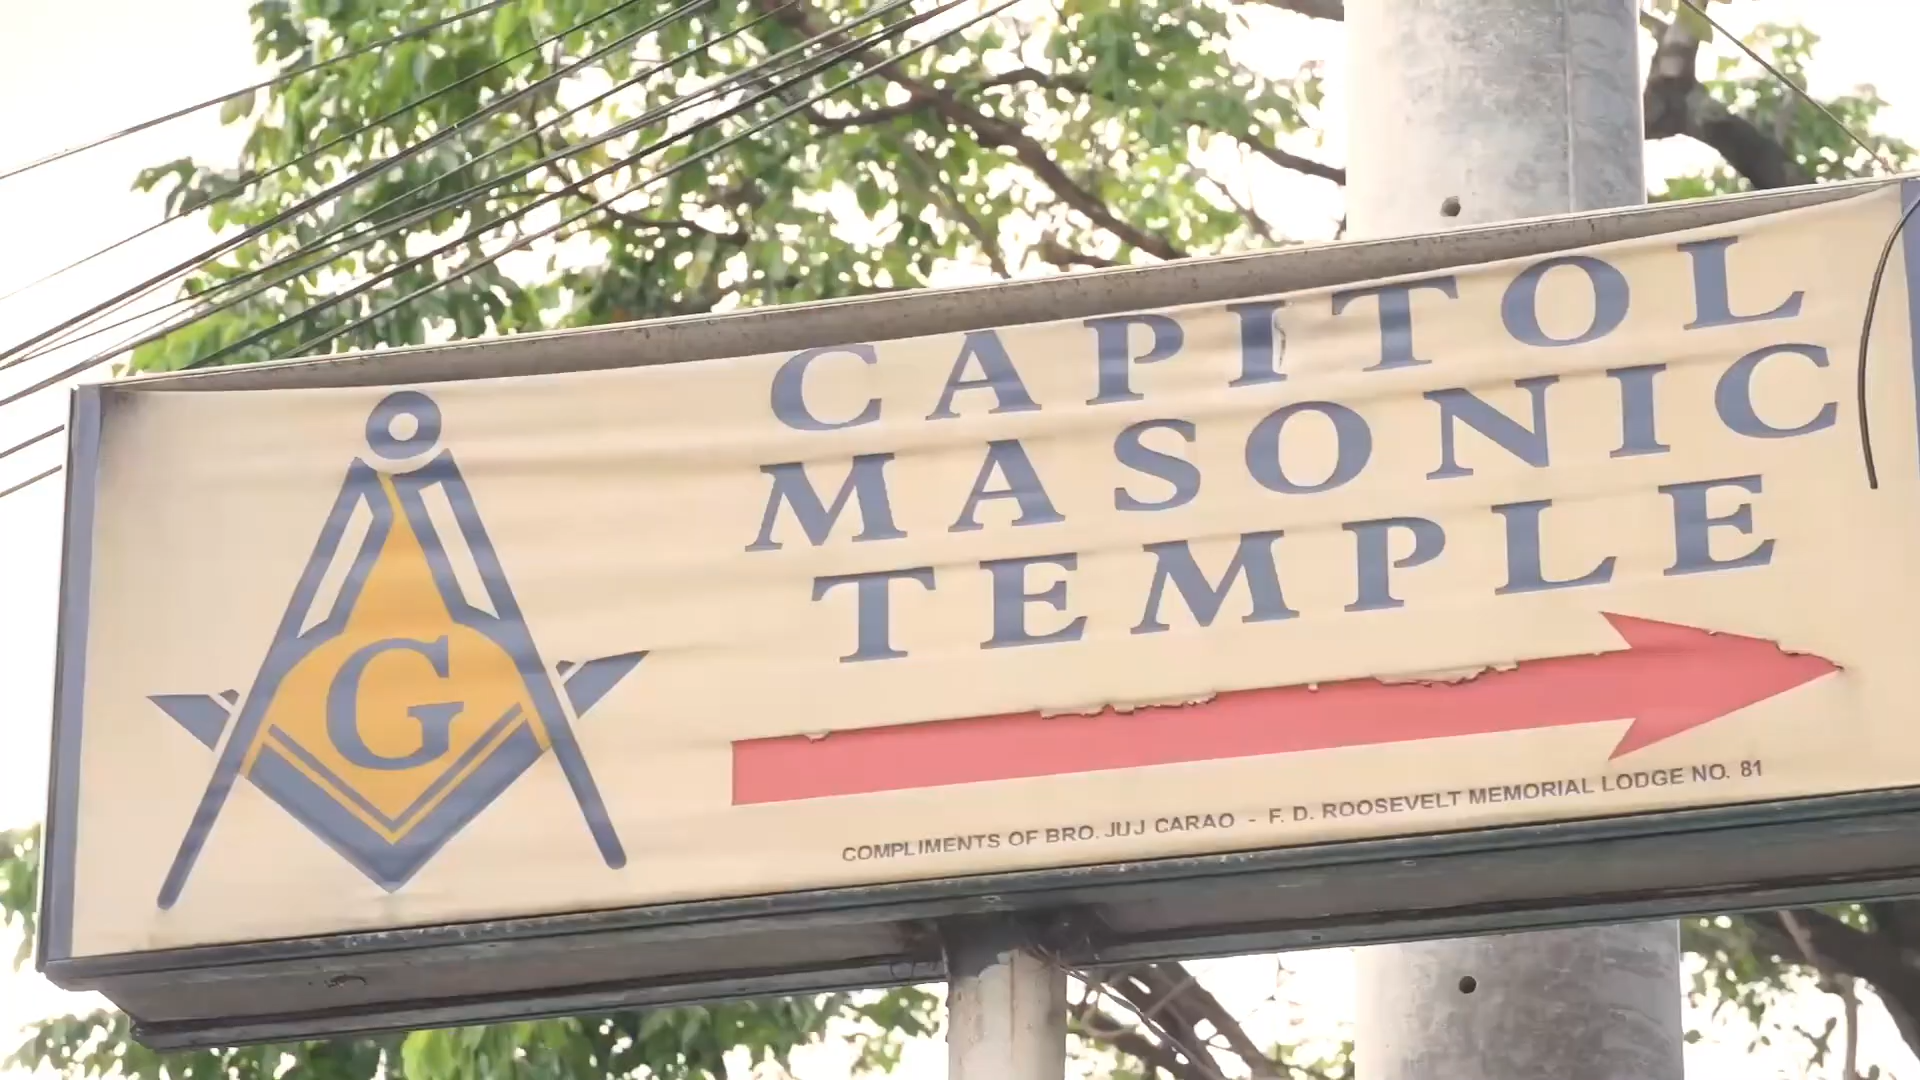 CAPITOL
MASONIC
TEMPLE
G
COMPLIMENTS OF BRO. JUJ CARAO - F. D. ROOSEVELT MEMORIAL LODGE NO. 81